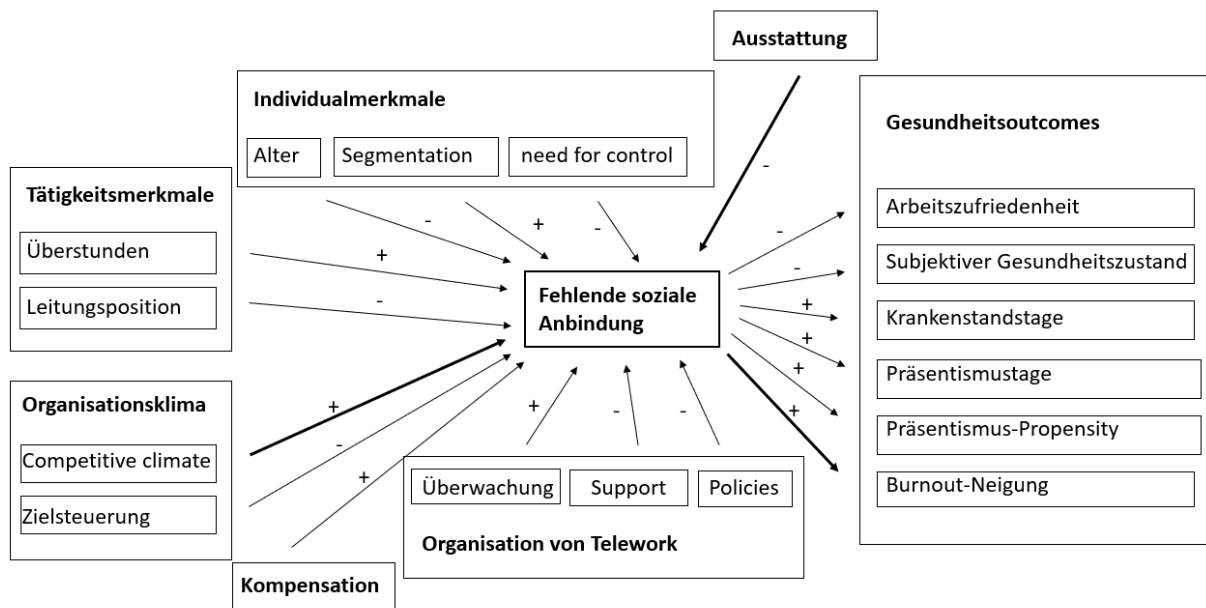 Ausstattung
Individualmerkmale
Alter
Segmentation
need for control
Gesundheitsoutcomes
Arbeitszufriedenheit
Subjektiver Gesundheitszustand
Krankenstandstage
Präsentismustage
Präsentismus-Propensity
Burnout-Neigung
Tätigkeitsmerkmale
Überstunden
Leitungsposition
Organisationsklima
Competitive climate
Zielsteuerung
Kompensation
Fehlende soziale
Anbindung
Überwachung
Support
Policies
Organisation von Telework
-
+
-
-
+
-
+
-
+
+
-
-
-
-
+
+
+
+